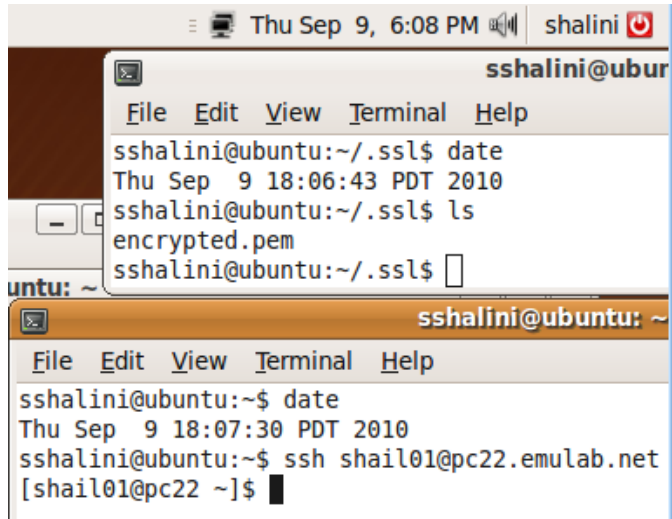 Thu Sep 9, 6:08 PM shalini
sshalini@ubun
File Edit View Terminal Help
sshalini@ubuntu:~/.ssl$ date
Thu Sep  9 18:06:43 PDT 2010
sshalini@ubuntu:~/.ssl$ ls
encrypted.pem
sshalini@ubuntu:~/.ssl$
untu: ~
sshalini@ubuntu: ~
File Edit View Terminal Help
sshalini@ubuntu:~$ date
Thu Sep  9 18:07:30 PDT 2010
sshalini@ubuntu:~$ ssh shail01@pc22.emulab.net
[shail01@pc22 ~]$